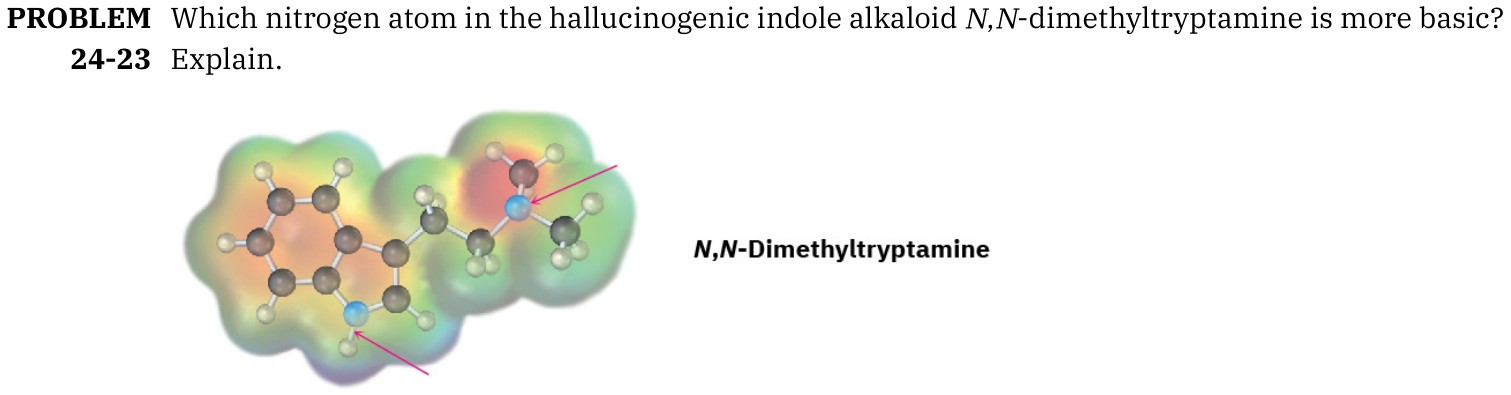 PROBLEM Which nitrogen atom in the hallucinogenic indole alkaloid N,N-dimethyltryptamine is more basic?
24-23 Explain.
N,N-Dimethyltryptamine